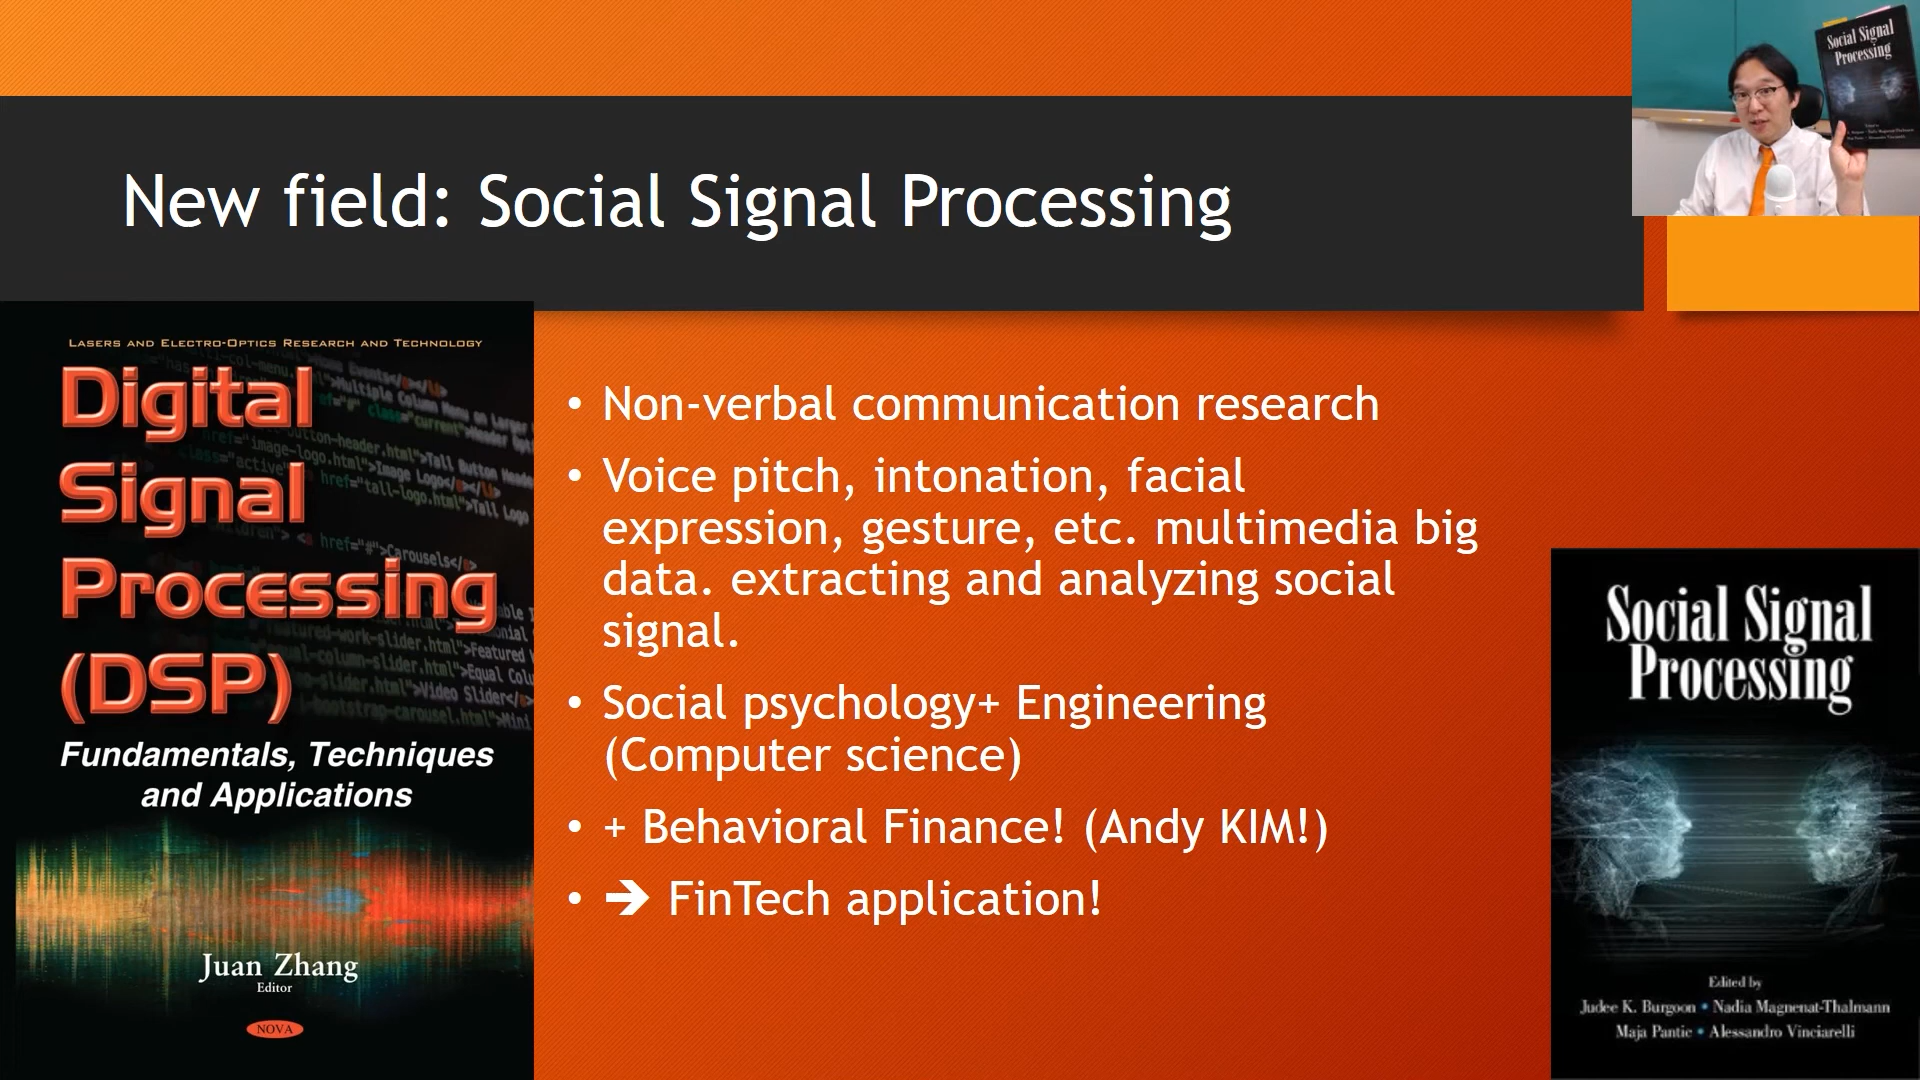 New field: Social Signal Processing
Social Signal
Processing
LASERS AND ELECTRO-OPTICS RESEARCH AND TECHNOLOGY
Digital
Signal
Processing
(DSP)
Fundamentals, Techniques
and Applications
Juan Zhang
Editor
NOVA
• Non-verbal communication research
• Voice pitch, intonation, facial
expression, gesture, etc. multimedia big
data. extracting and analyzing social
signal.
• Social psychology+ Engineering
(Computer science)
• + Behavioral Finance! (Andy KIM!)
• ➔ FinTech application!
Social Signal
Processing
Edited by
Judee K. Burgoon • Nadia Magnenat-Thalmann
Maja Pantic • Alessandro Vinciarelli